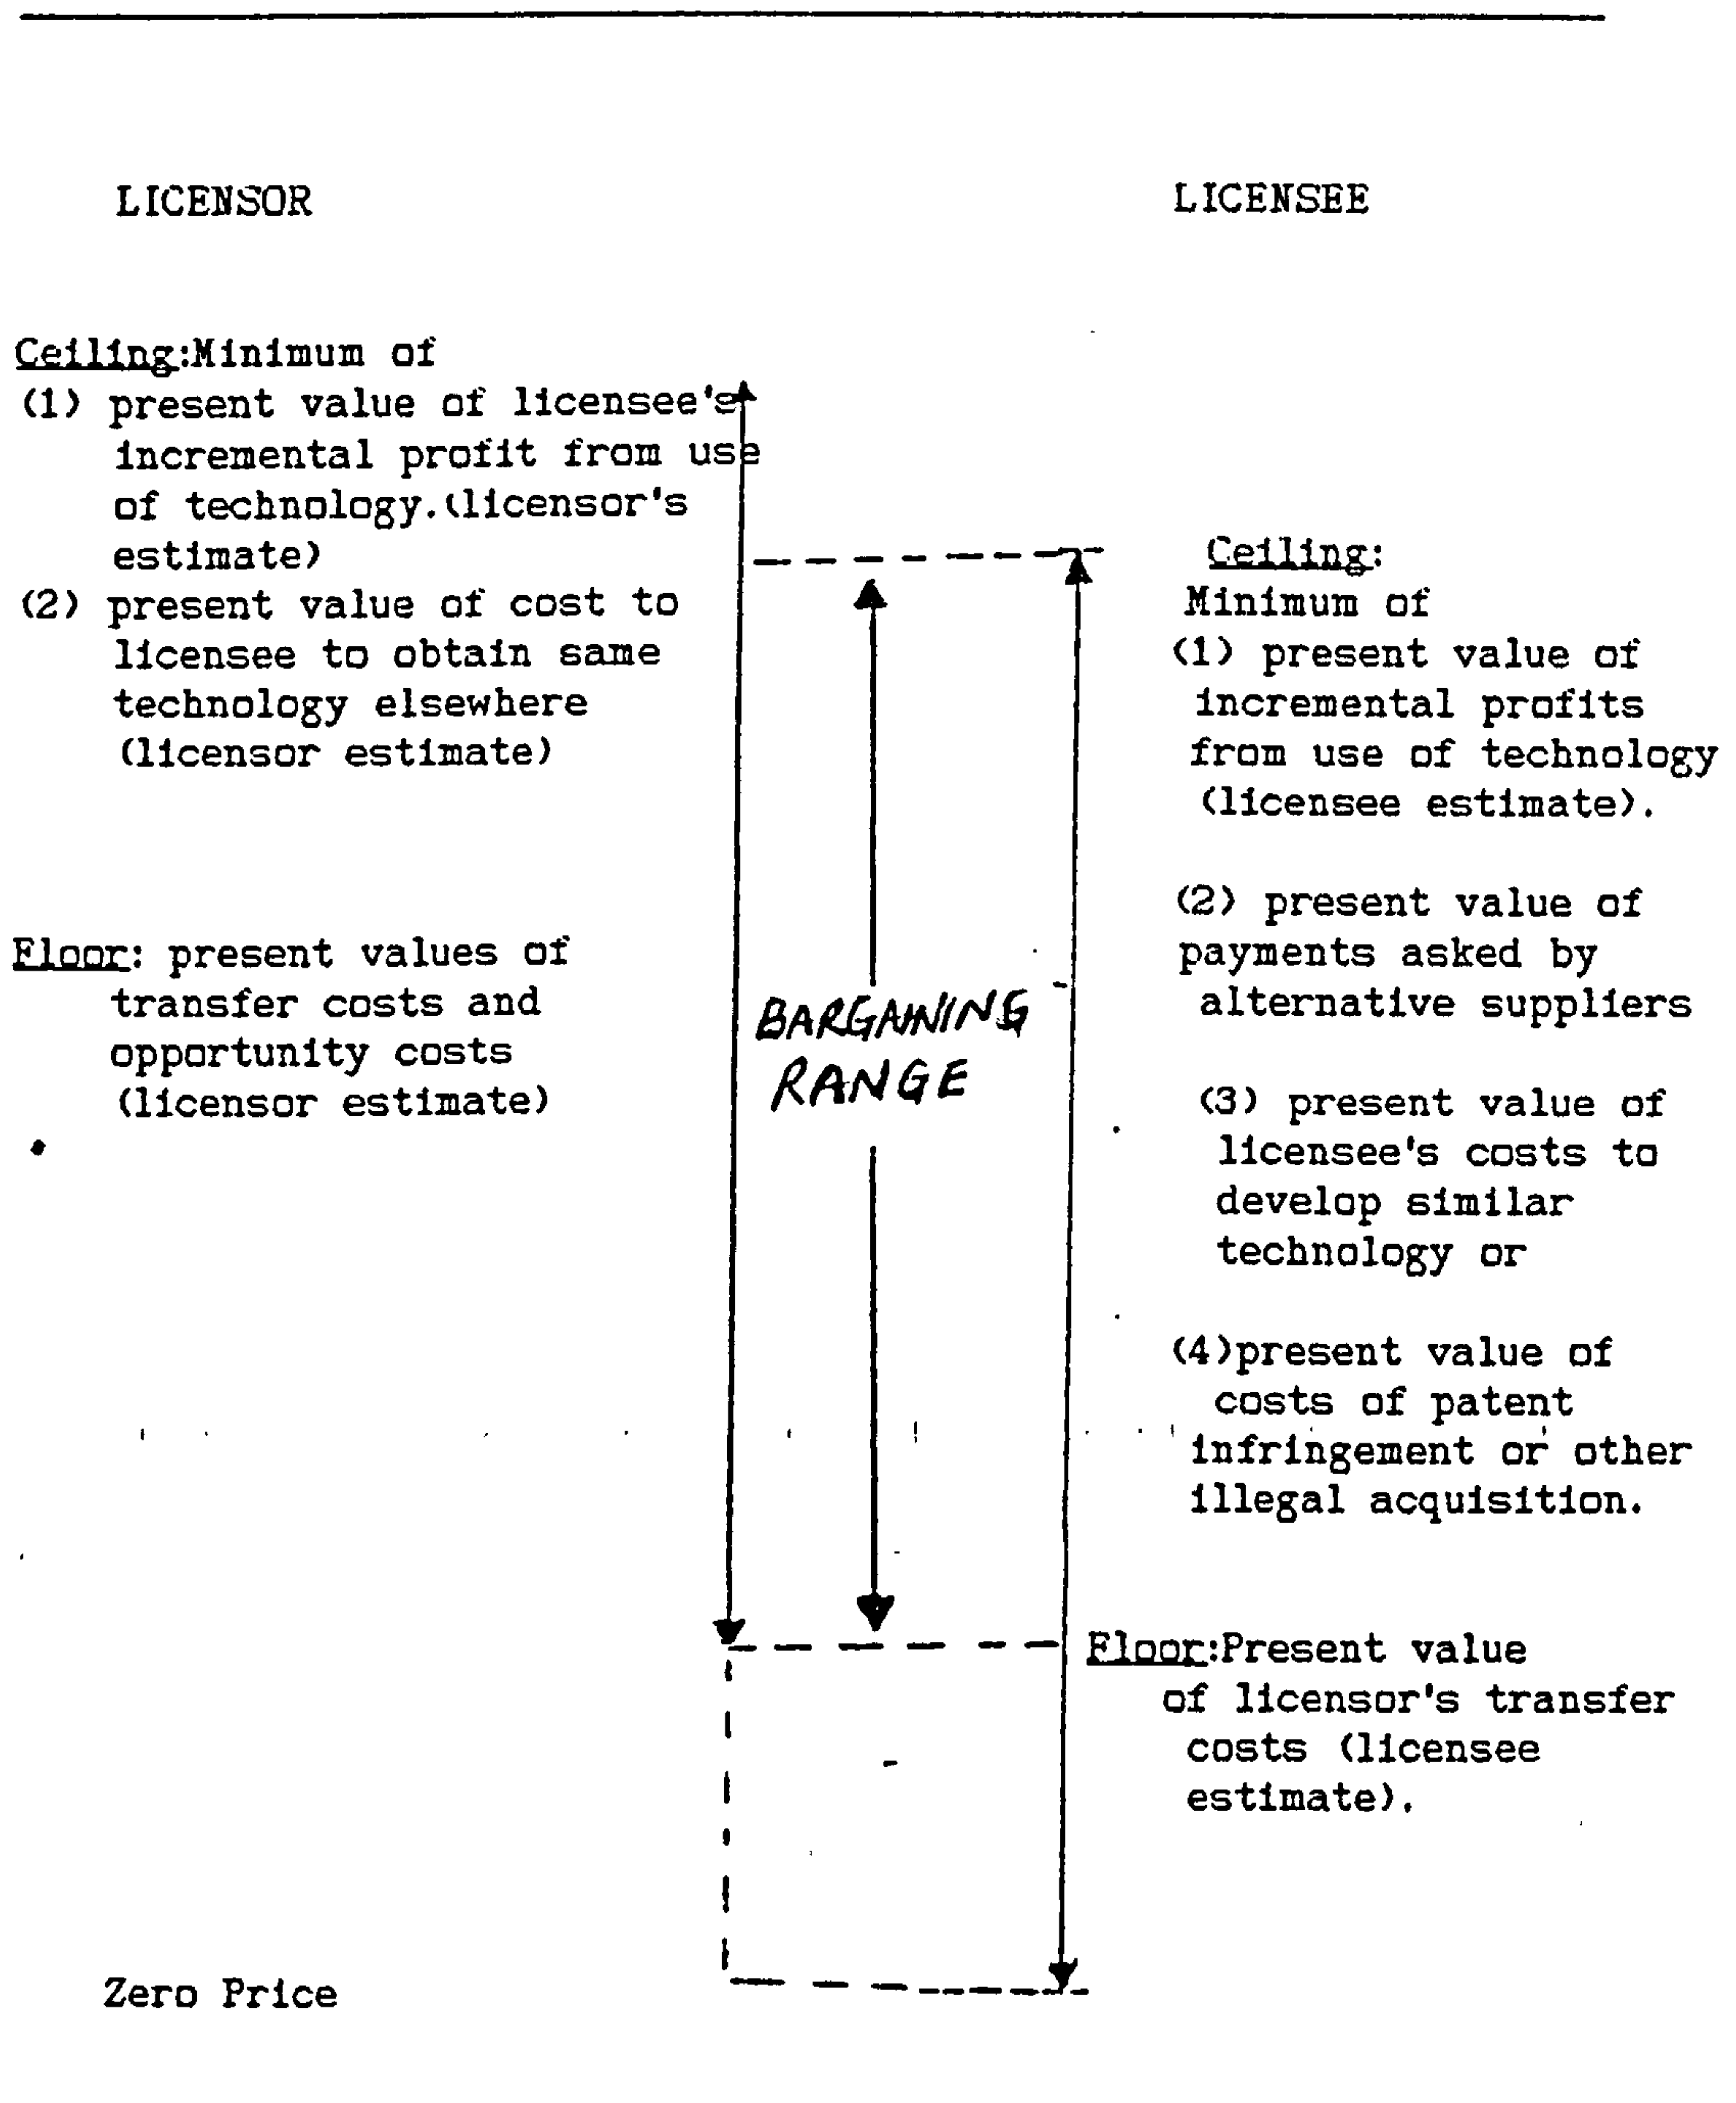 LICENSOR
LICENSEE
Ceiling:Minimum of
(1) present value of licensee's
incremental profit from use
of technology.(licensor's
estimate)
(2) present value of cost to
licensee to obtain same
technology elsewhere
(licensor estimate)
Floor: present values of
transfer costs and
opportunity costs
(licensor estimate)
BARGAINING
RANGE
Ceiling:
Minimum of
(1) present value of
incremental profits
from use of technology
(licensee estimate).
(2) present value of
payments asked by
alternative suppliers
(3) present value of
licensee's costs to
develop similar
technology or
(4)present value of
costs of patent
infringement or other
illegal acquisition.
Floor:Present value
of licensor's transfer
costs (licensee
estimate).
Zero Price